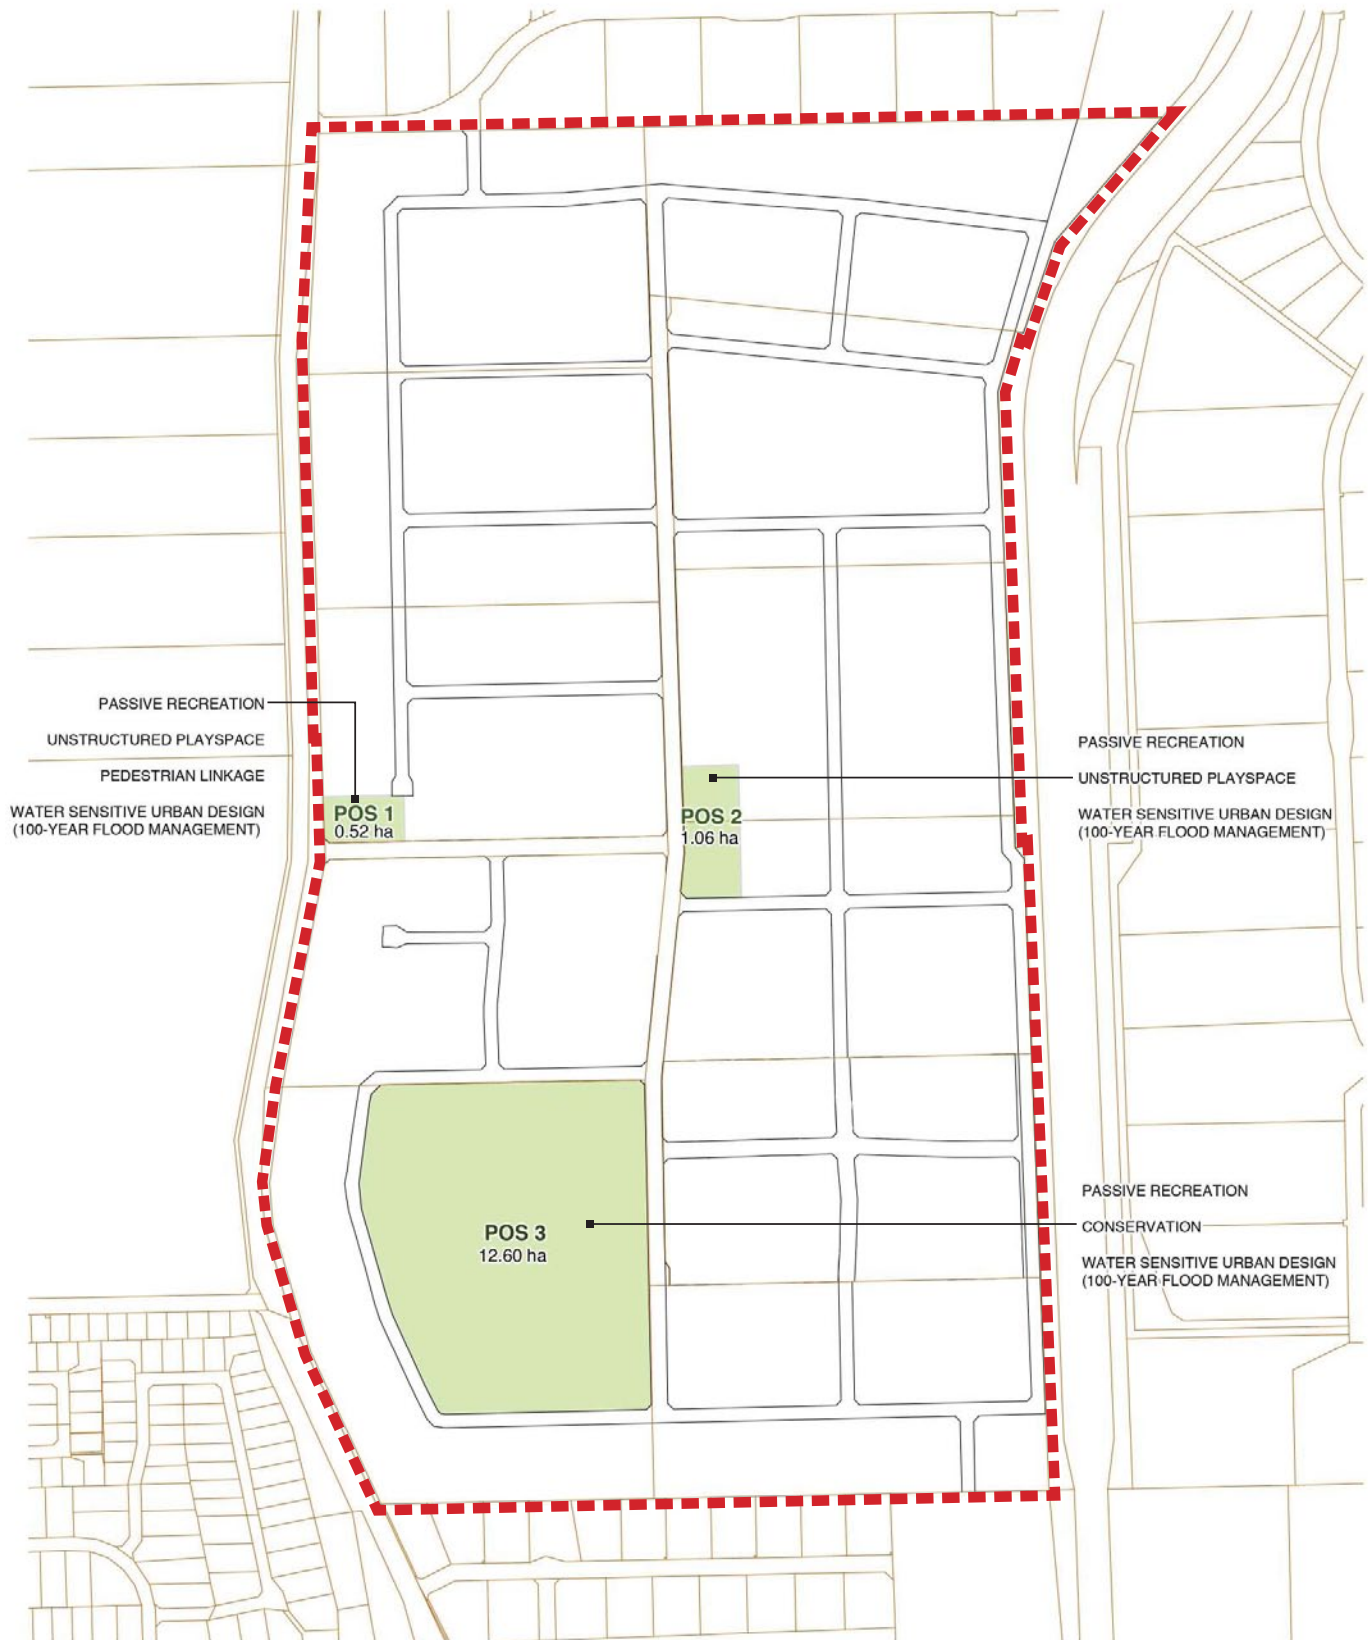 PASSIVE RECREATION
UNSTRUCTURED PLAYSPACE
PEDESTRIAN LINKAGE
WATER SENSITIVE URBAN DESIGN
(100-YEAR FLOOD MANAGEMENT)
POS 1
0.52 ha
POS 2
1.06 ha
PASSIVE RECREATION
UNSTRUCTURED PLAYSPACE
WATER SENSITIVE URBAN DESIGN
(100-YEAR FLOOD MANAGEMENT)
POS 3
12.60 ha
PASSIVE RECREATION
CONSERVATION
WATER SENSITIVE URBAN DESIGN
(100-YEAR FLOOD MANAGEMENT)